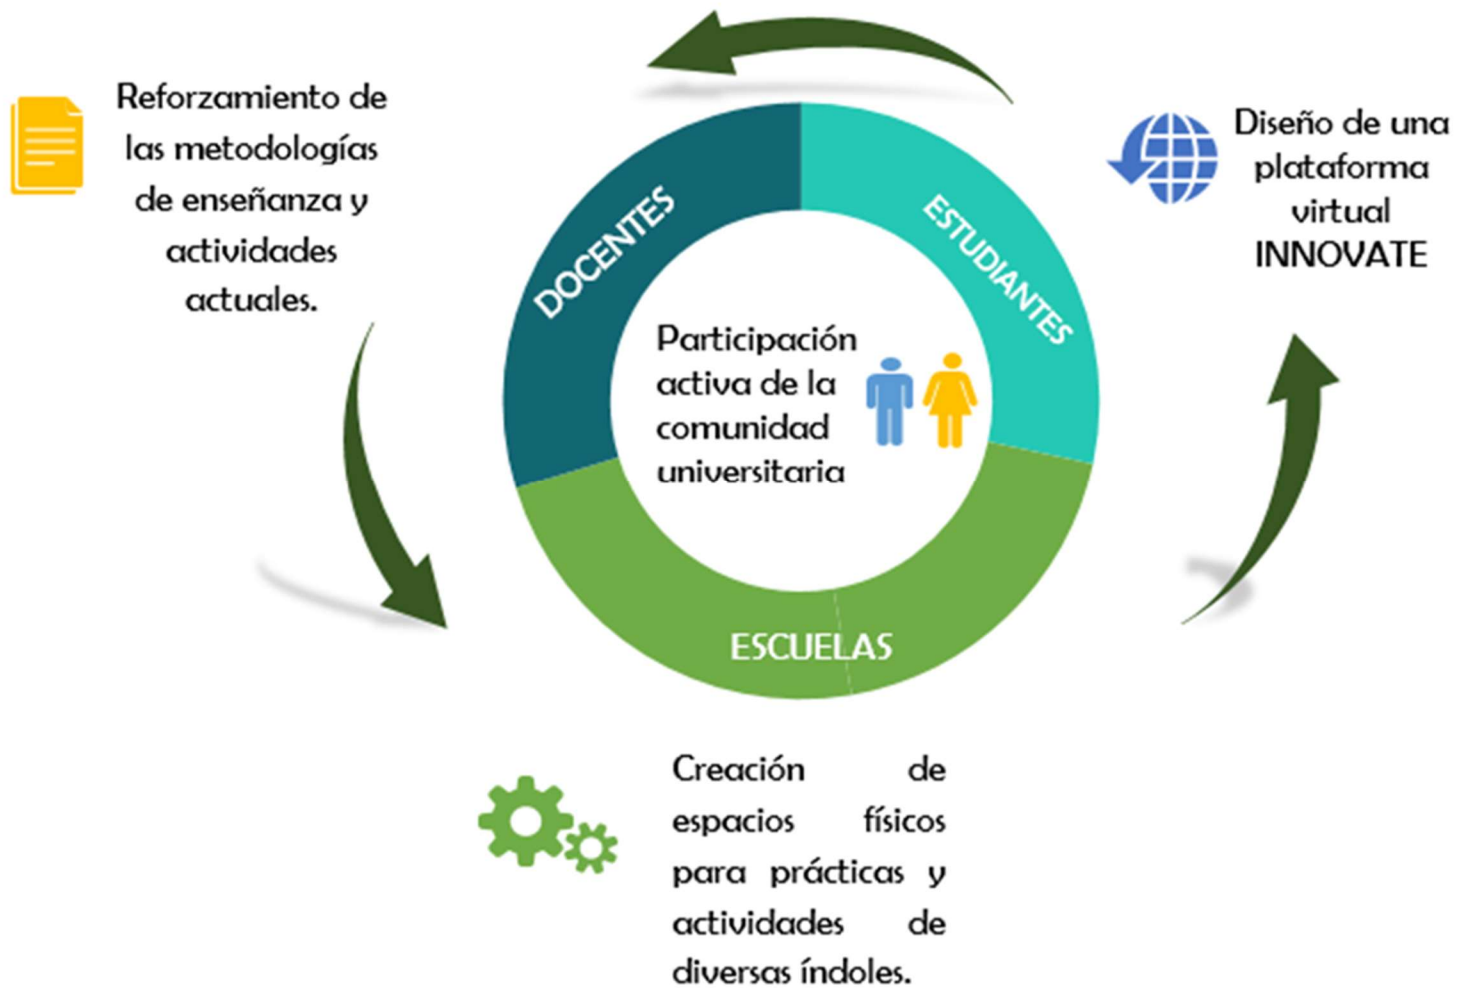 Reforzamiento de
las metodologías
de enseñanza y
actividades
actuales.
DOCENTES
ESTUDIANTES
Diseño de una
plataforma
virtual
INNOVATE
Participación
activa de la
comunidad
universitaria
ESCUELAS
Creación de
espacios físicos
para prácticas y
actividades de
diversas índoles.